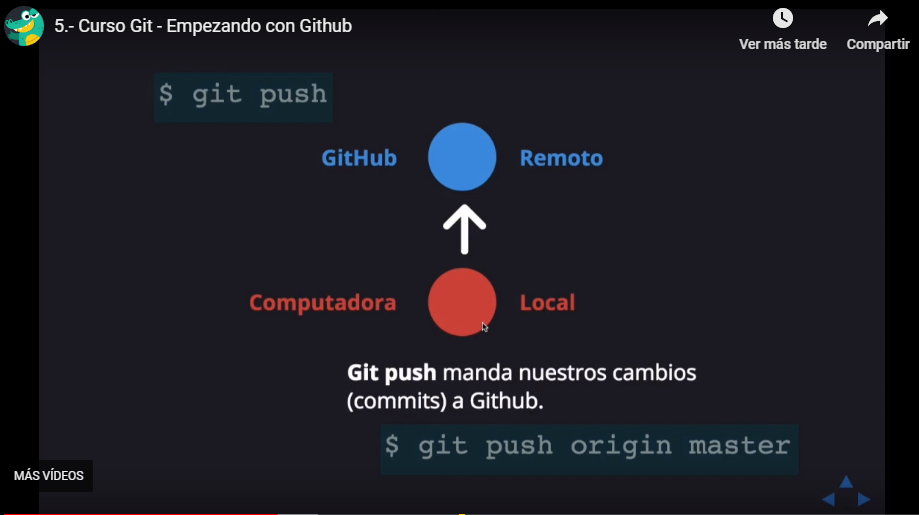 5.- Curso Git - Empezando con Github
Ver más tarde
Compartir
$ git push
GitHub
Remoto
Computadora
Local
Git push manda nuestros cambios
(commits) a Github.
$ git push origin master
MÁS VÍDEOS